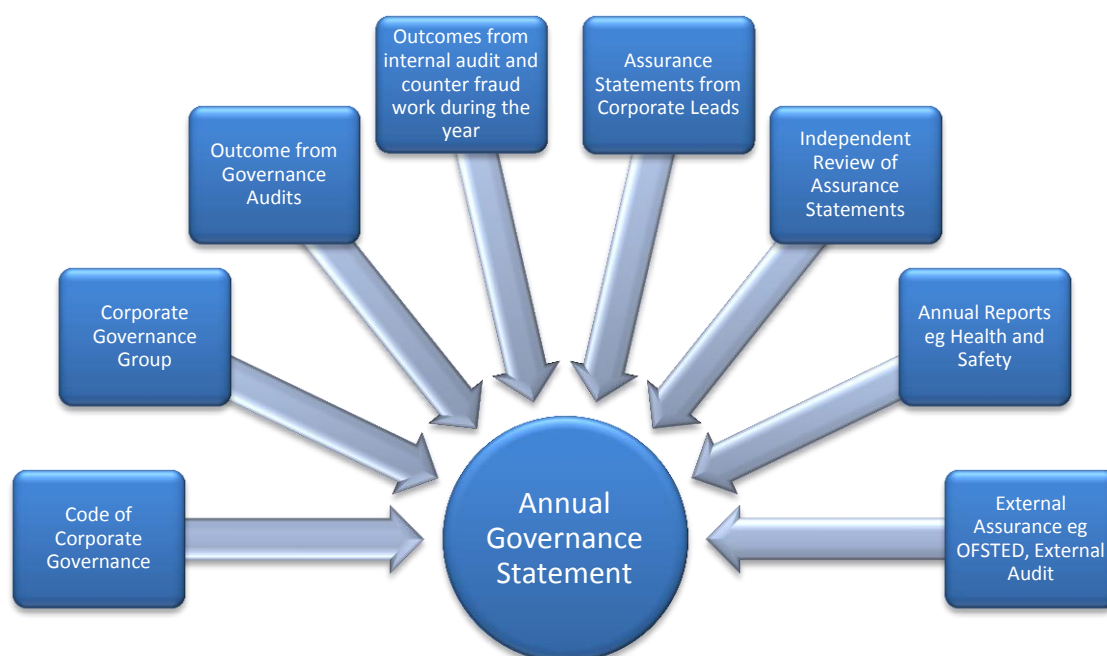 Outcomes from
internal audit and
counter fraud
work during the
year
Assurance
Statements from
Corporate Leads
Outcome from
Governance
Audits
Independent
Review of
Assurance
Statements
Corporate
Governance
Group
Annual Reports
eg Health and
Safety
Code of
Corporate
Governance
Annual
Governance
Statement
External
Assurance eg
OFSTED, External
Audit